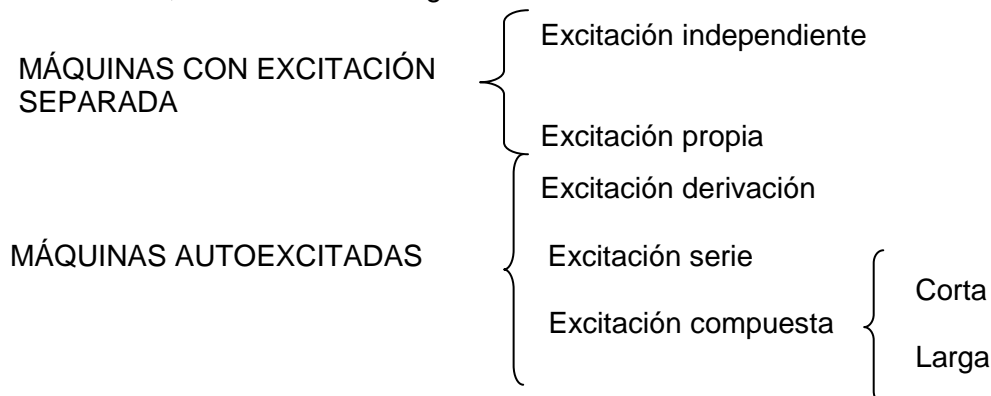 Excitación independiente
MÁQUINAS CON EXCITACIÓN
SEPARADA
Excitación propia
Excitación derivación
MÁQUINAS AUTOEXCITADAS
Excitación serie
Excitación compuesta
Corta
Larga